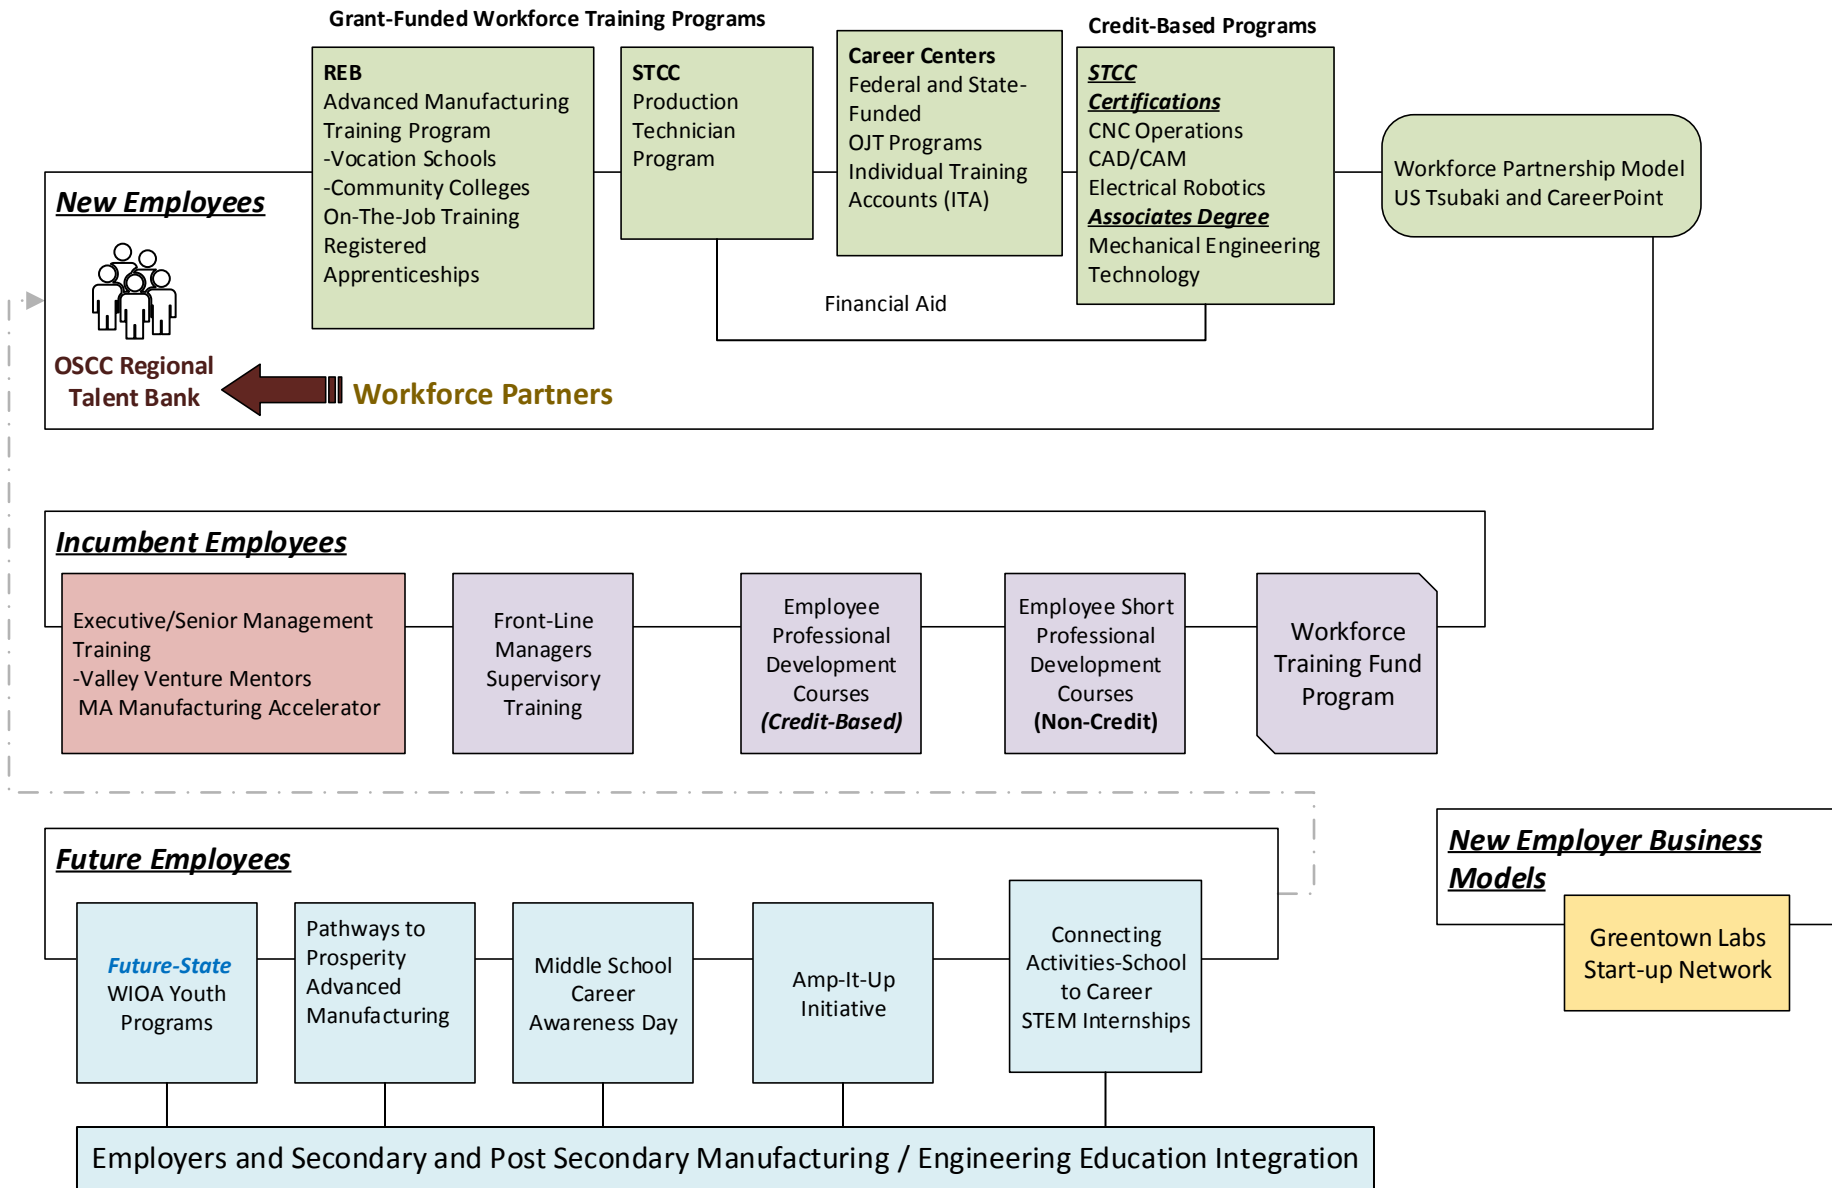 Grant-Funded Workforce Training Programs
REB
Advanced Manufacturing
Training Program
-Vocation Schools
-Community Colleges
On-The-Job Training
Registered
Apprenticeships
STCC
Production
Technician
Program
Career Centers
Federal and State-
Funded
OJT Programs
Individual Training
Accounts (ITA)
Credit-Based Programs
STCC
Certifications
CNC Operations
CAD/CAM
Electrical Robotics
Associates Degree
Mechanical Engineering
Technology
Workforce Partnership Model
US Tsubaki and CareerPoint
Financial Aid
New Employees
OSCC Regional
Talent Bank
Workforce Partners
Incumbent Employees
Executive/Senior Management
Training
-Valley Venture Mentors
MA Manufacturing Accelerator
Front-Line
Managers
Supervisory
Training
Employee
Professional
Development
Courses
(Credit-Based)
Employee Short
Professional
Development
Courses
(Non-Credit)
Workforce
Training Fund
Program
Future Employees
Future-State
WIOA Youth
Programs
Pathways to
Prosperity
Advanced
Manufacturing
Middle School
Career
Awareness Day
Amp-It-Up
Initiative
Connecting
Activities-School
to Career
STEM Internships
New Employer Business
Models
Greentown Labs
Start-up Network
Employers and Secondary and Post Secondary Manufacturing / Engineering Education Integration